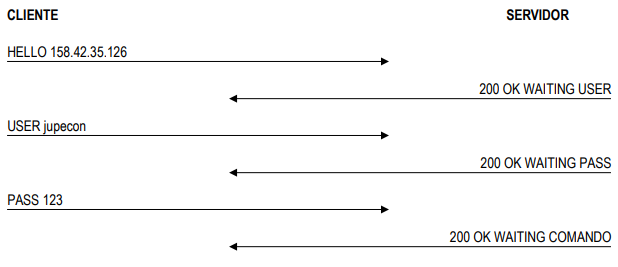 CLIENTE SERVIDOR
HELLO 158.42.35.126
200 OK WAITING USER
USER jupecon
200 OK WAITING PASS
PASS 123
200 OK WAITING COMANDO